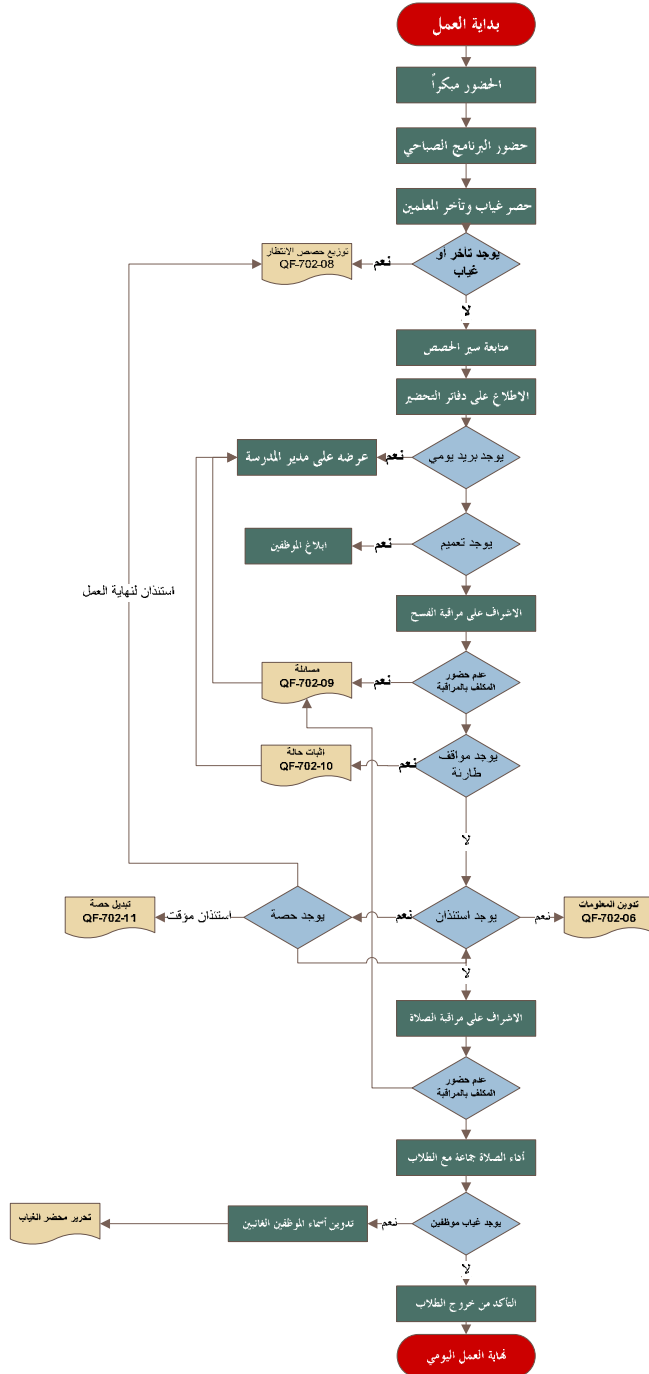 بداية العمل
الحضور مبكراً
حضور البرنامج الصباحي
حصر غياب وتأخر المعلمين
يوجد تأخر أو
غياب
نعم
توزيع حصص الانتظار
QF-702-08
لا
متابعة سير الحصص
الاطلاع على دفاتر التحضير
يوجد بريد يومي
نعم
عرضه على مدير المدرسة
يوجد تعميم
نعم
ابلاغ الموظفين
استئذان لنهاية العمل
الاشراف على مراقبة الفسح
عدم حضور
المكلف بالمراقبة
نعم
مسائلة
QF-702-09
يوجد مواقف
طارئة
نعم
اثبات حالة
QF-702-10
لا
تدوين المعلومات
QF-702-06
نعم
يوجد استئذان
نعم
يوجد حصة
استئذان مؤقت
تبديل حصة
QF-702-11
لا
الاشراف على مراقبة الصلاة
عدم حضور
المكلف بالمراقبة
أداء الصلاة جماعة مع الطلاب
يوجد غياب موظفين
نعم
تدوين أسماء الموظفين الغائبين
تحرير محضر الغياب
لا
التأكد من خروج الطلاب
نهاية العمل اليومي